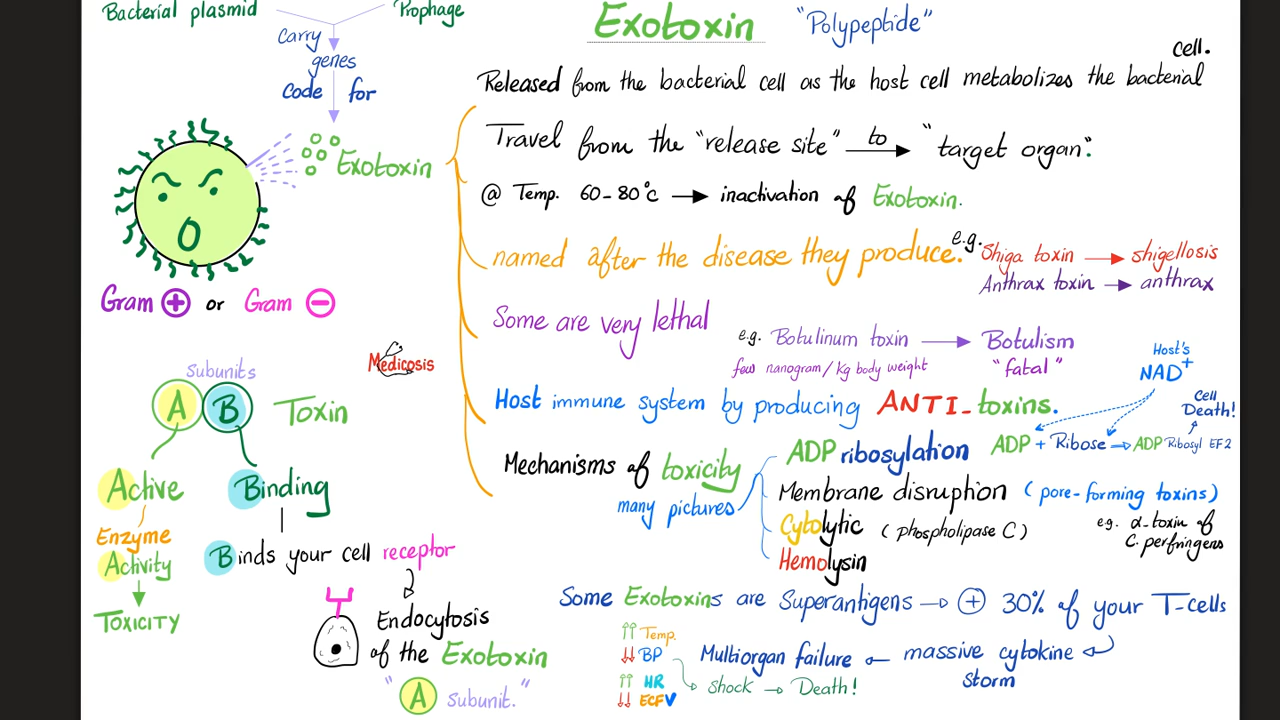 Bacterial plasmid
Prophage
Carry
genes
Code for
Exotoxin
Gram + or Gram −
Medicosis
Subunits
A B Toxin
Active
Enzyme
Activity
TOXICITY
Binding
Binds your cell receptor
Endocytosis
of the Exotoxin
"A subunit."
Exotoxin "Polypeptide"
Released from the bacterial cell as the host cell metabolizes the bacterial
cell.
Travel from the "release site" to "target organ".
@ Temp. 60-80°c → inactivation of Exotoxin.
named after the disease they produce. e.g. Shiga toxin → shigellosis
Anthrax toxin → anthrax
Some are very lethal
e.g. Botulinum toxin → Botulism
few nanogram/kg body weight "fatal"
Host's
NAD+
Host immune system by producing ANTI-toxins.
Cell
Death!
Mechanisms of toxicity
many pictures
ADP ribosylation
ADP + Ribose → ADP Ribosyl EF2
Membrane disruption (pore-forming toxins)
Cytolytic (phospholipase C)
e.g. α-toxin of
C. perfringens
Hemolysin
Some Exotoxins are Superantigens → + 30% of your T-cells
massive cytokine
storm
Multiorgan failure
↑↑ Temp.
↓↓ BP
↑↑ HR
↓↓ ECFV
Shock → Death!